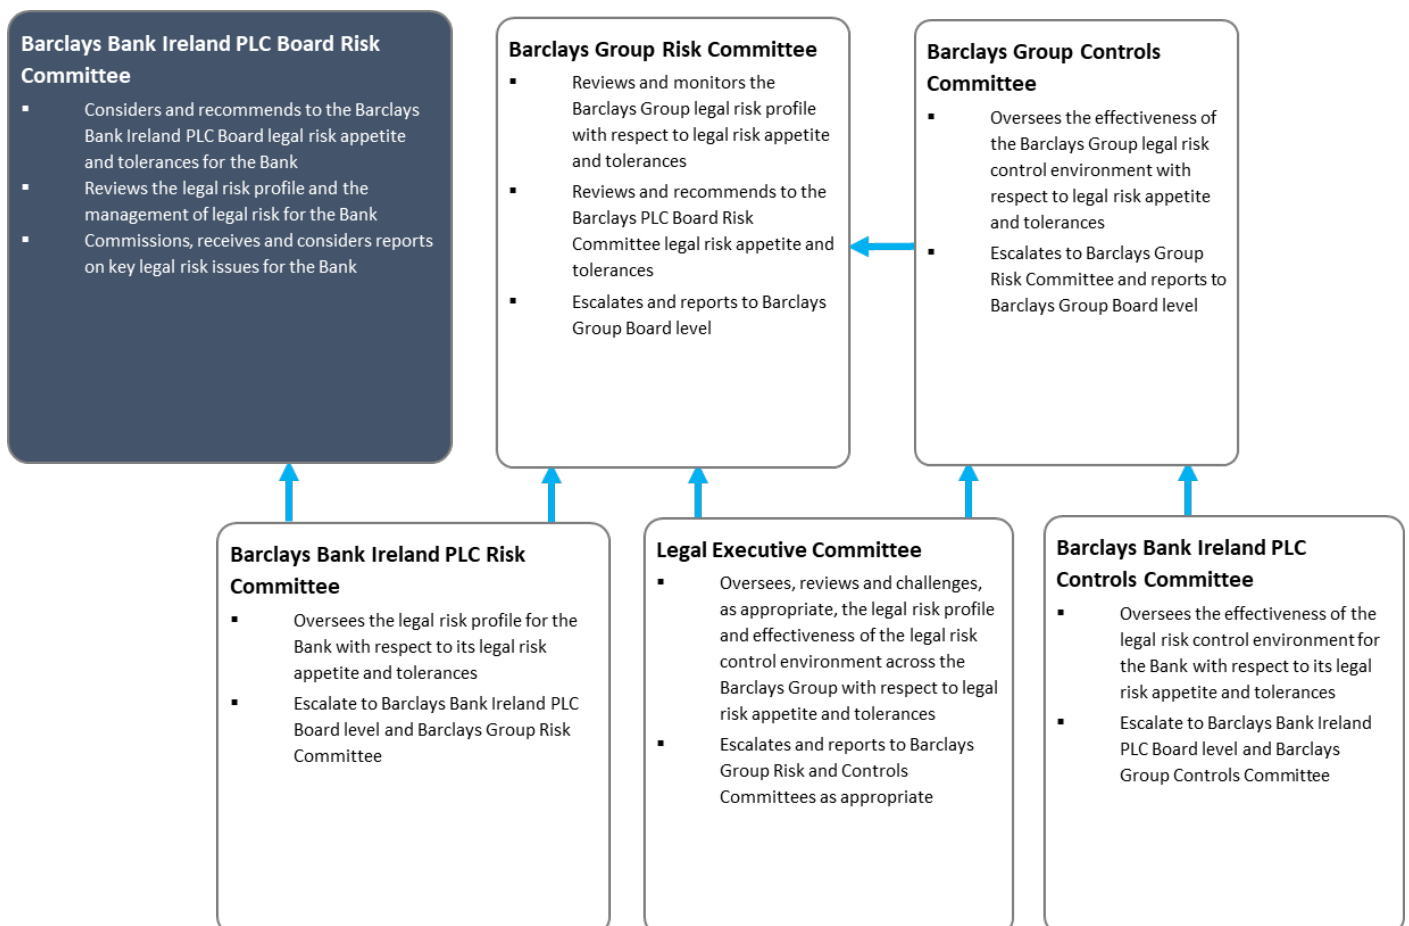 Barclays Bank Ireland PLC Board Risk
Committee
▪ Considers and recommends to the Barclays
Bank Ireland PLC Board legal risk appetite
and tolerances for the Bank
▪ Reviews the legal risk profile and the
management of legal risk for the Bank
▪ Commissions, receives and considers reports
on key legal risk issues for the Bank
Barclays Group Risk Committee
▪ Reviews and monitors the
Barclays Group legal risk profile
with respect to legal risk appetite
and tolerances
▪ Reviews and recommends to the
Barclays PLC Board Risk
Committee legal risk appetite and
tolerances
▪ Escalates and reports to Barclays
Group Board level
Barclays Group Controls
Committee
▪ Oversees the effectiveness of
the Barclays Group legal risk
control environment with
respect to legal risk appetite
and tolerances
▪ Escalates to Barclays Group
Risk Committee and reports to
Barclays Group Board level
Barclays Bank Ireland PLC Risk
Committee
▪ Oversees the legal risk profile for the
Bank with respect to its legal risk
appetite and tolerances
▪ Escalate to Barclays Bank Ireland PLC
Board level and Barclays Group Risk
Committee
Legal Executive Committee
▪ Oversees, reviews and challenges,
as appropriate, the legal risk profile
and effectiveness of the legal risk
control environment across the
Barclays Group with respect to legal
risk appetite and tolerances
▪ Escalates and reports to Barclays
Group Risk and Controls
Committees as appropriate
Barclays Bank Ireland PLC
Controls Committee
▪ Oversees the effectiveness of the
legal risk control environment for
the Bank with respect to its legal
risk appetite and tolerances
▪ Escalate to Barclays Bank Ireland
PLC Board level and Barclays
Group Controls Committee